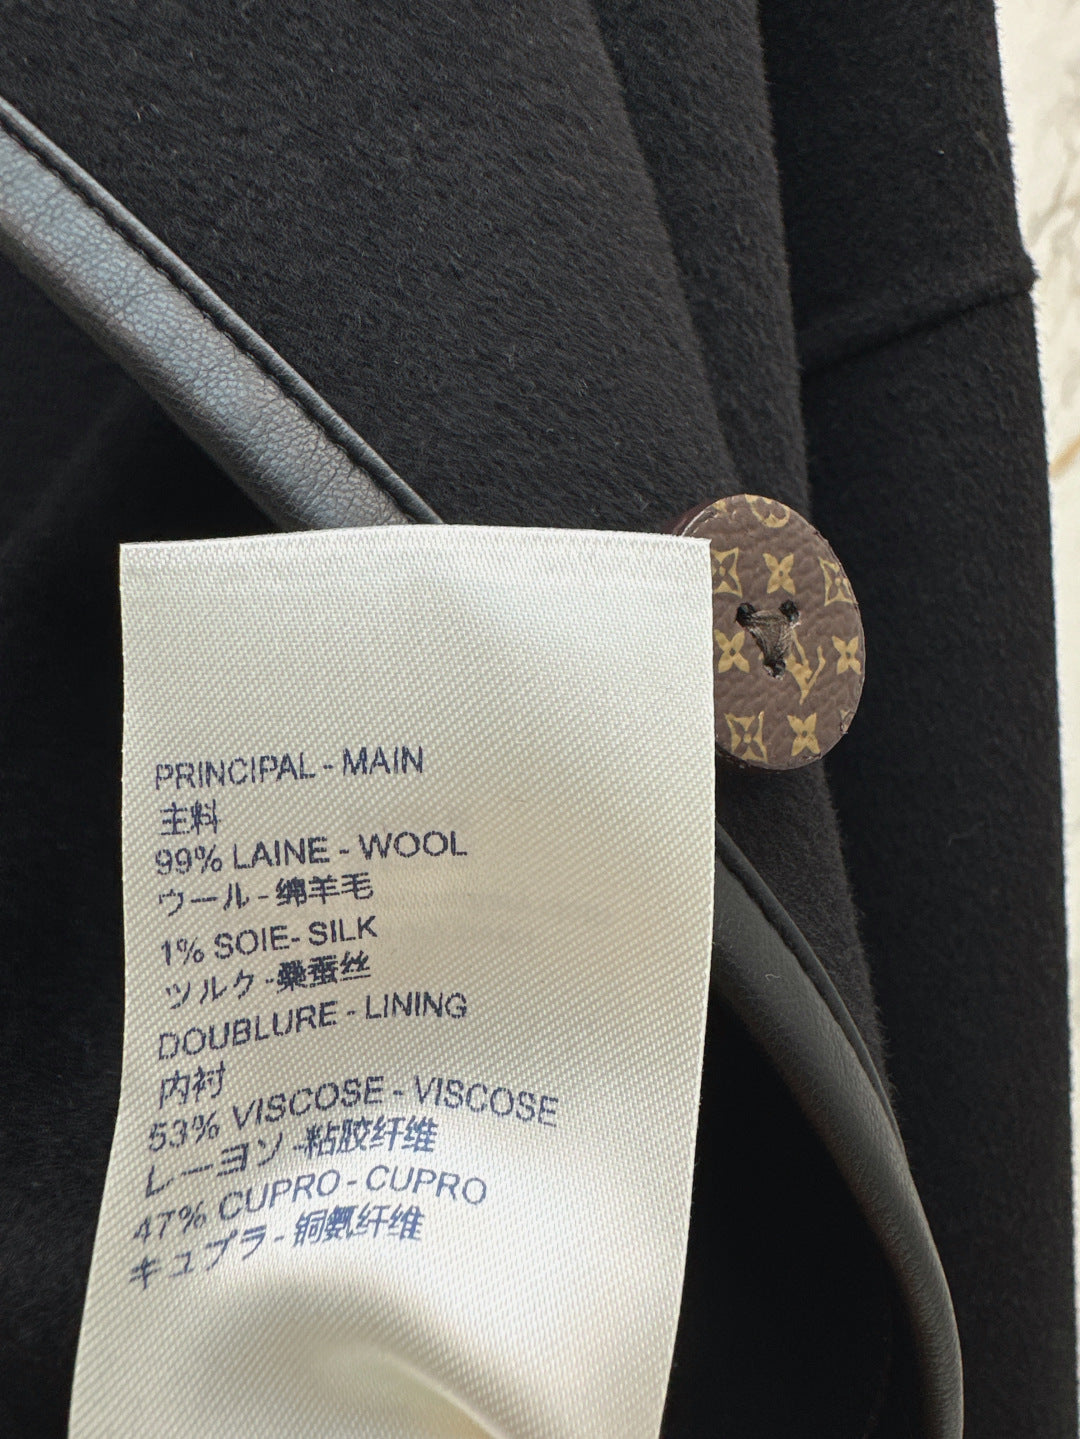 PRINCIPAL - MAIN
主料
99% LAINE - WOOL
ウール - 绵羊毛
1% SOIE- SILK
ツルク - 桑蚕丝
DOUBLURE - LINING
内衬
53% VISCOSE - VISCOSE
レーヨン - 粘胶纤维
47% CUPRO - CUPRO
キュプラ - 铜氨纤维